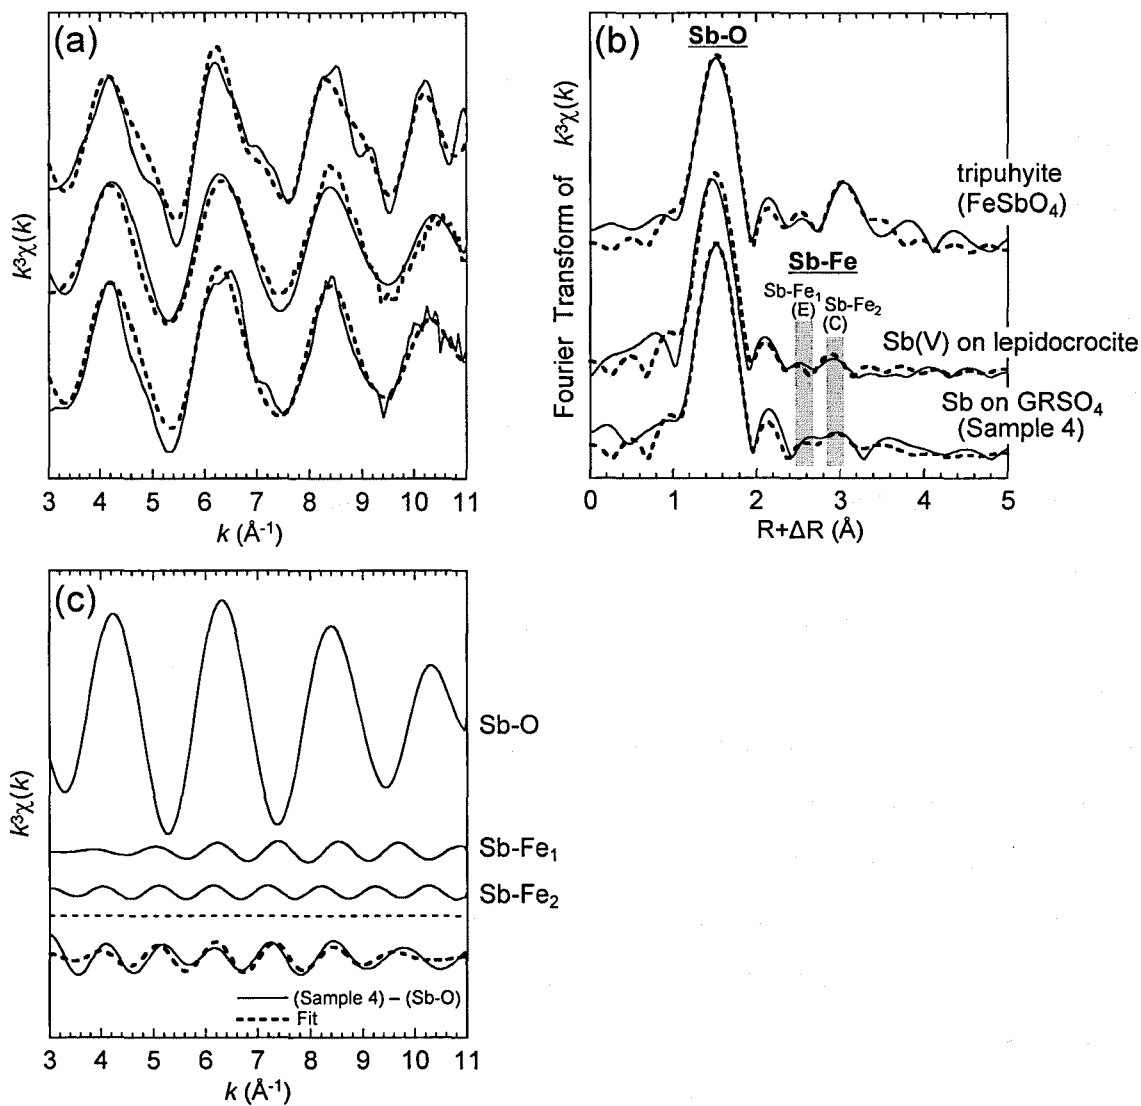 (a)
k³χ(k)
3 4 5 6 7 8 9 10 11
k (Å⁻¹)
(b)
Sb-O
Fourier Transform of k³χ(k)
tripuhyite
(FeSbO₄)
Sb-Fe
Sb-Fe₁
(E)
Sb-Fe₂
(C)
Sb(V) on lepidocrocite
Sb on GRSO₄
(Sample 4)
0 1 2 3 4 5
R+ΔR (Å)
(c)
k³χ(k)
Sb-O
Sb-Fe₁
Sb-Fe₂
(Sample 4) – (Sb-O)
Fit
3 4 5 6 7 8 9 10 11
k (Å⁻¹)